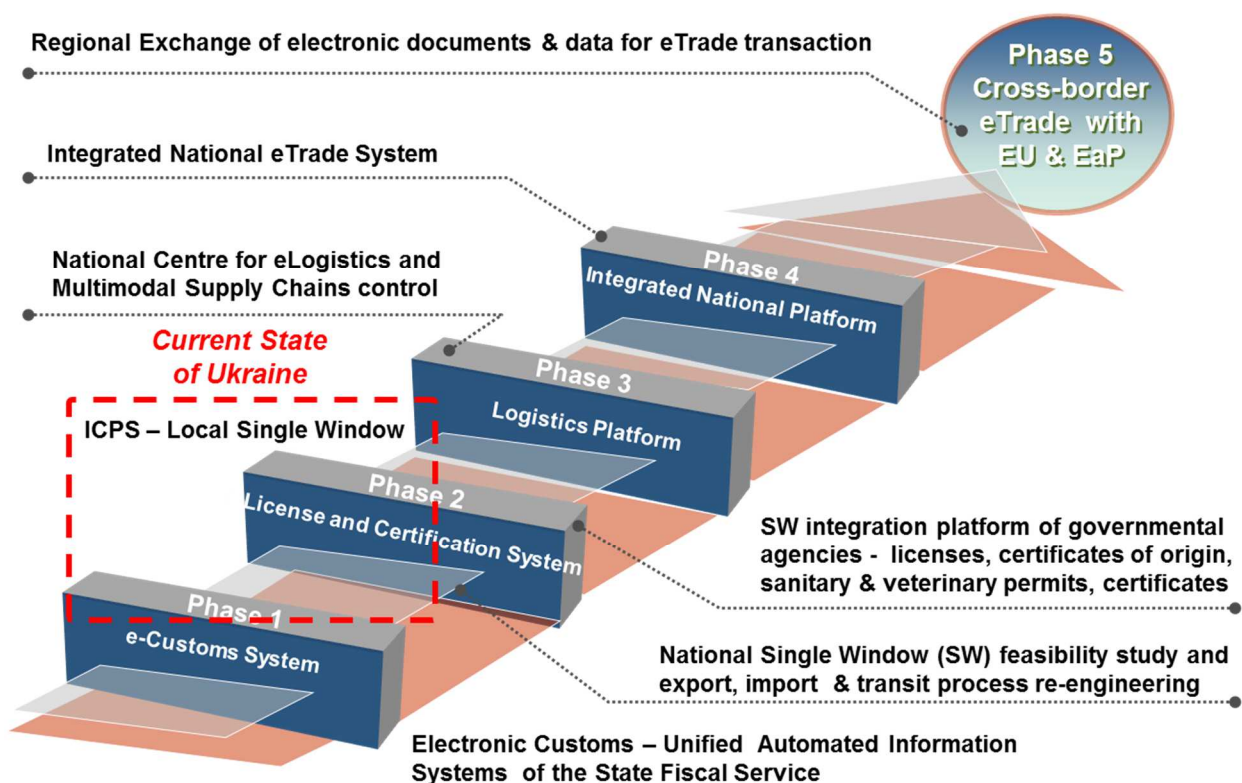 Regional Exchange of electronic documents & data for eTrade transaction
Phase 5
Cross-border
eTrade with
EU & EaP
Integrated National eTrade System
Phase 4
Integrated National Platform
National Centre for eLogistics and
Multimodal Supply Chains control
Phase 3
Logistics Platform
Current State
of Ukraine
ICPS – Local Single Window
Phase 2
License and Certification System
SW integration platform of governmental
agencies - licenses, certificates of origin,
sanitary & veterinary permits, certificates
Phase 1
e-Customs System
National Single Window (SW) feasibility study and
export, import & transit process re-engineering
Electronic Customs – Unified Automated Information
Systems of the State Fiscal Service